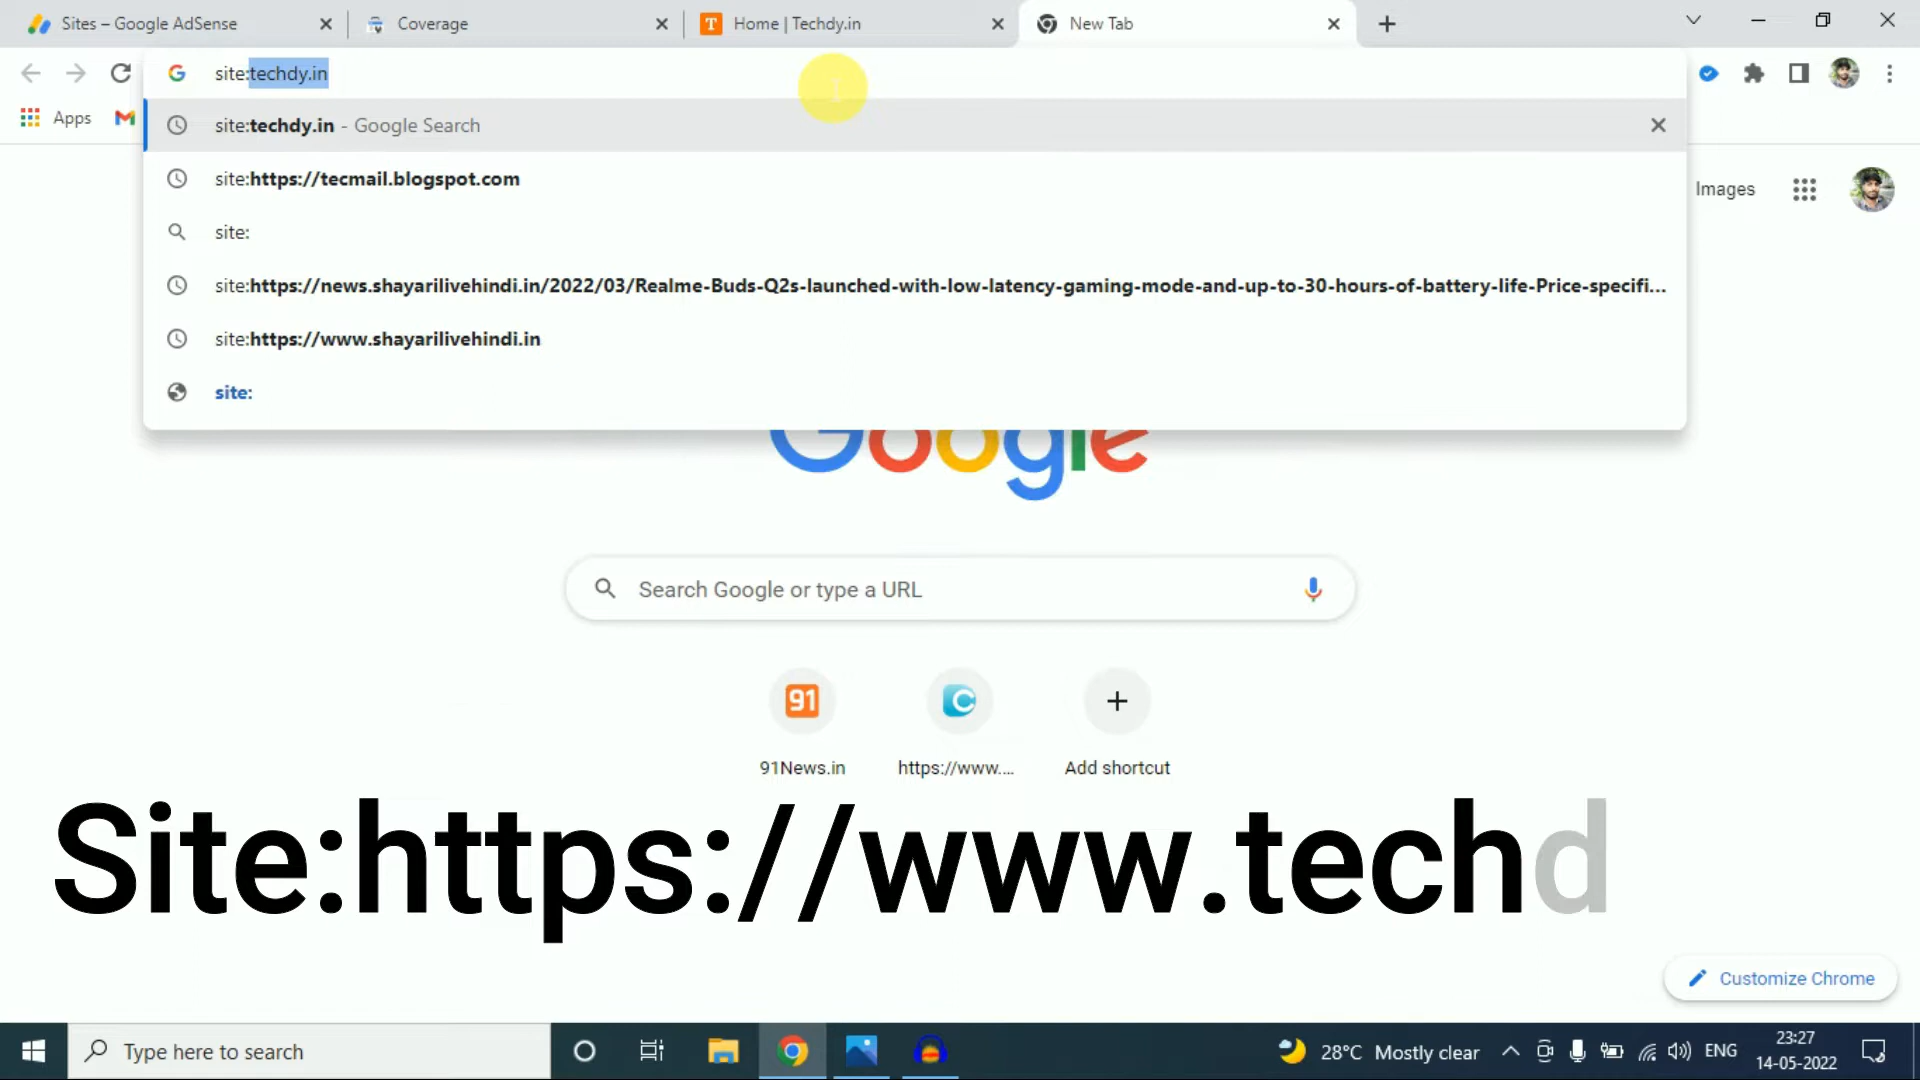 Sites – Google AdSense
Coverage
Home | Techdy.in
New Tab
site:techdy.in
Apps
site:techdy.in - Google Search
site:https://tecmail.blogspot.com
Images
site:
site:https://news.shayarilivehindi.in/2022/03/Realme-Buds-Q2s-launched-with-low-latency-gaming-mode-and-up-to-30-hours-of-battery-life-Price-specifi...
site:https://www.shayarilivehindi.in
site:
Google
Search Google or type a URL
91
91News.in
https://www....
Add shortcut
Site:https://www.techd
Customize Chrome
Type here to search
28°C Mostly clear
ENG
23:27
14-05-2022